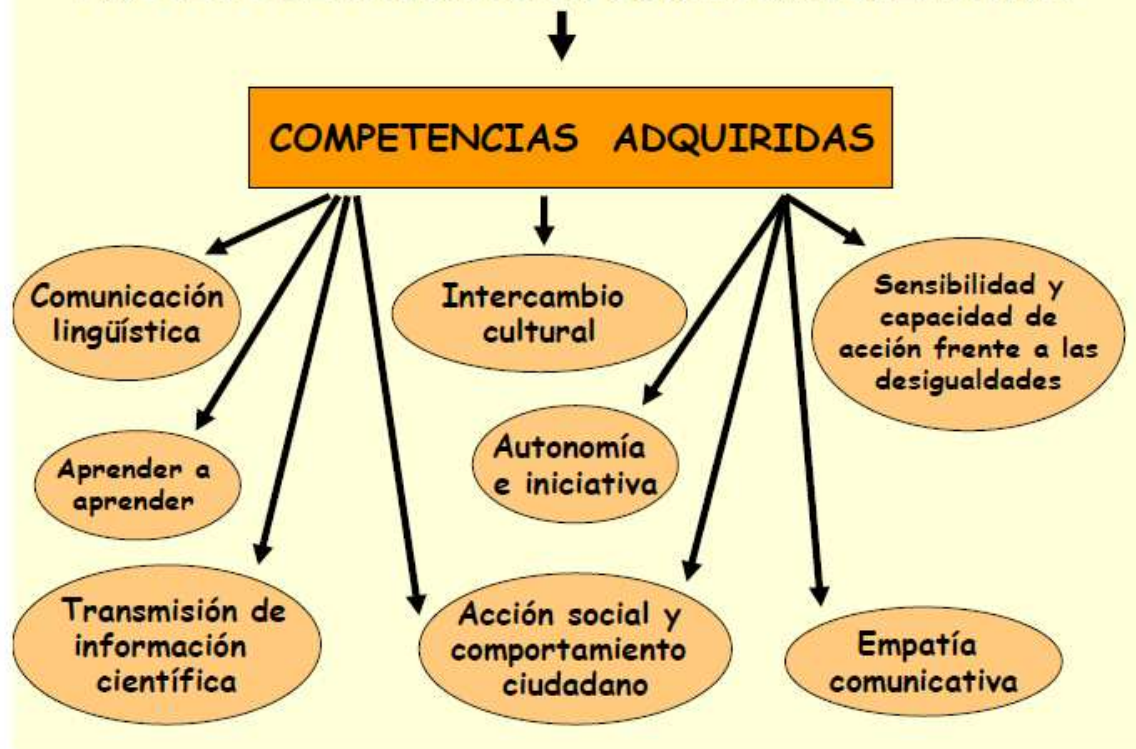 COMPETENCIAS ADQUIRIDAS
Comunicación
lingüística
Intercambio
cultural
Sensibilidad y
capacidad de
acción frente a las
desigualdades
Aprender a
aprender
Autonomía
e iniciativa
Transmisión de
información
científica
Acción social y
comportamiento
ciudadano
Empatía
comunicativa